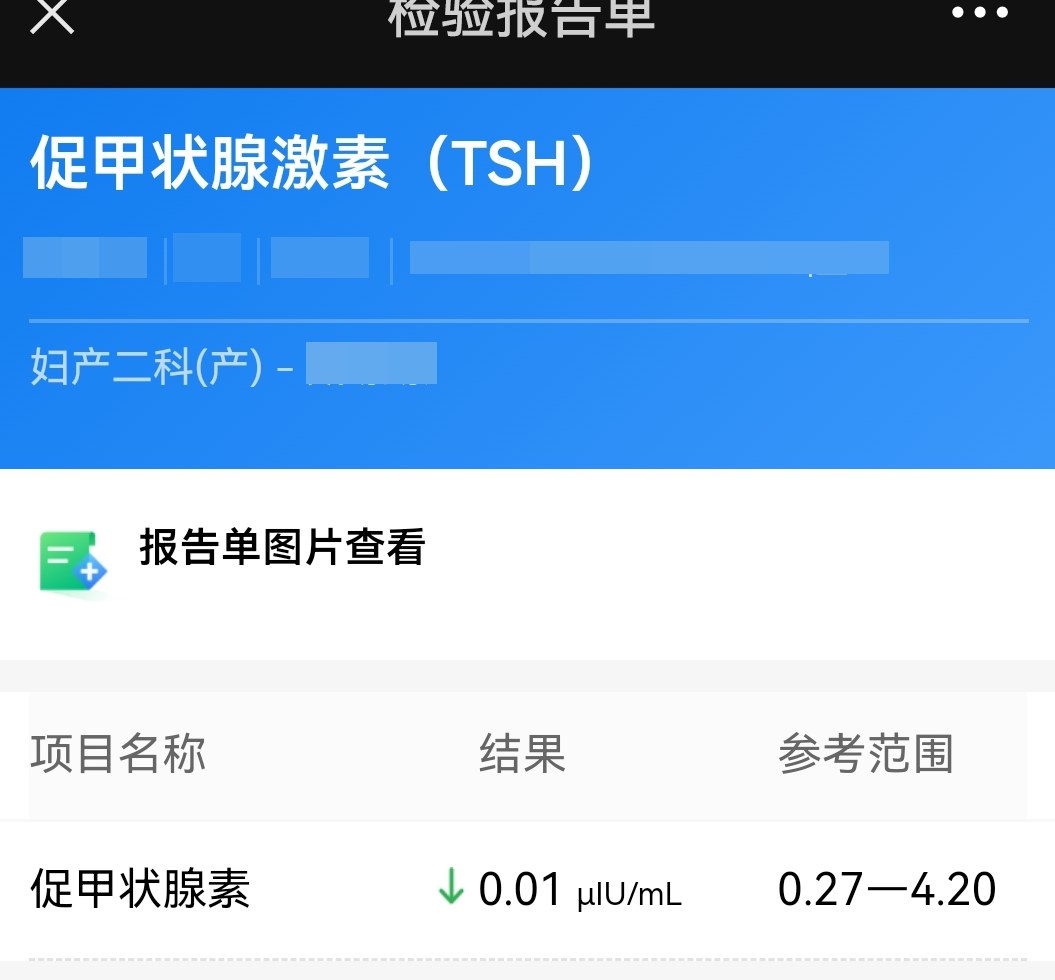 检验报告单
促甲状腺激素（TSH）
妇产二科(产) –
报告单图片查看
项目名称 结果 参考范围
促甲状腺素 ↓ 0.01 μIU/mL 0.27—4.20